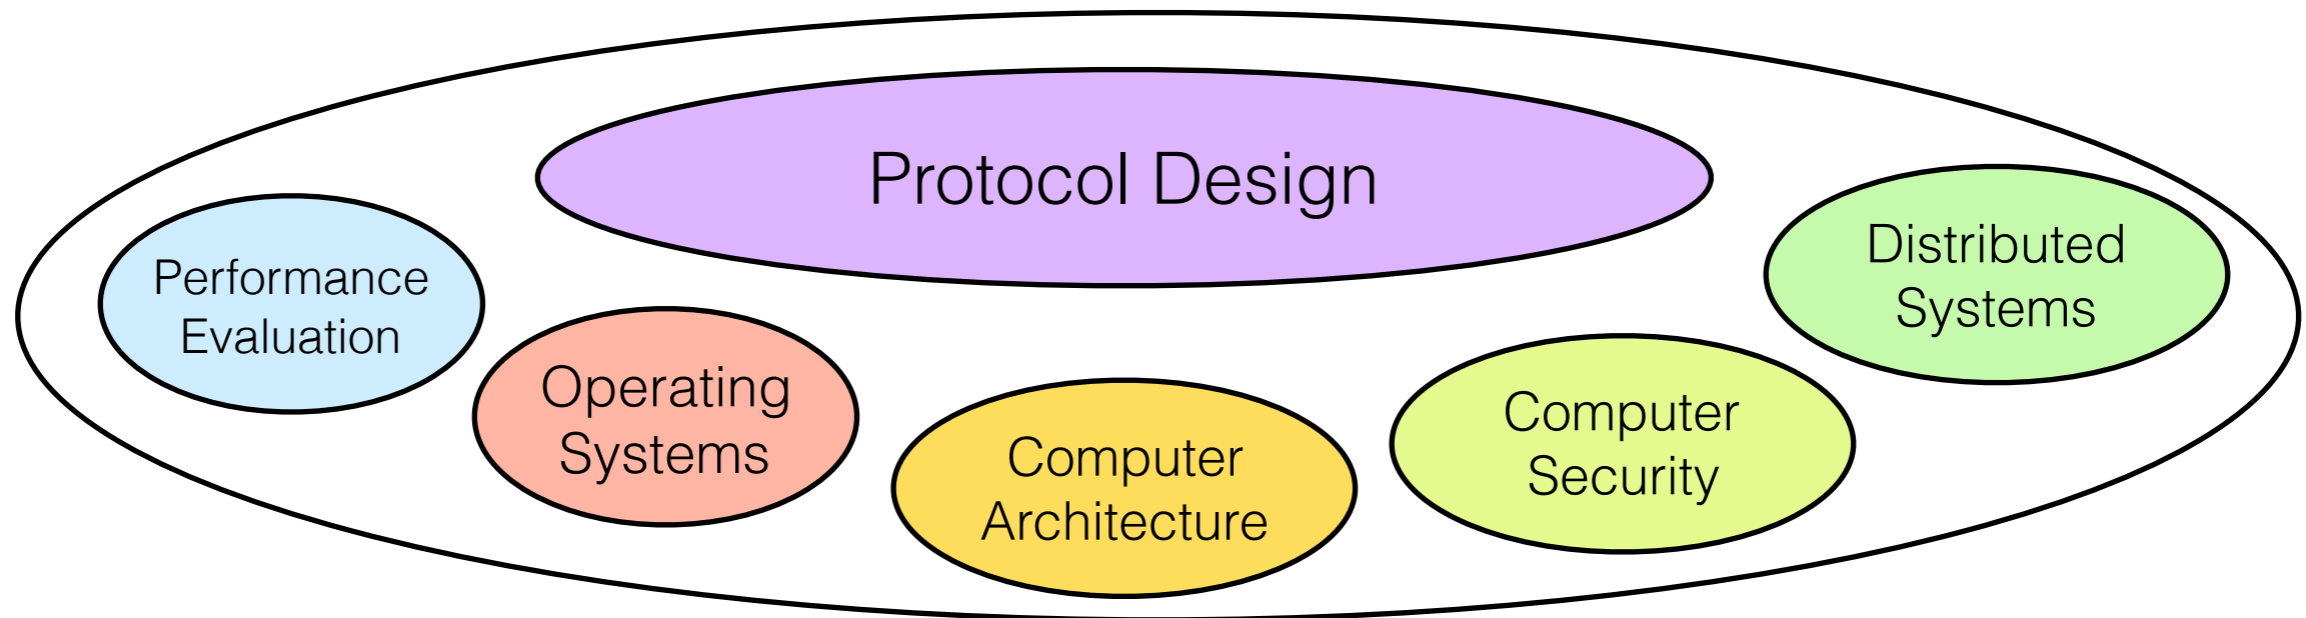 Protocol Design
Performance
Evaluation
Operating
Systems
Computer
Architecture
Computer
Security
Distributed
Systems